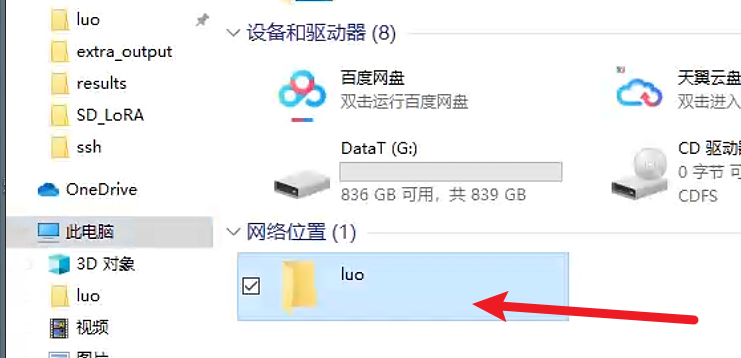 luo
extra_output
results
SD_LoRA
ssh
OneDrive
此电脑
3D 对象
luo
视频
图片
设备和驱动器 (8)
百度网盘
双击运行百度网盘
天翼云盘
双击进入
DataT (G:)
836 GB 可用，共 839 GB
CD 驱动器
0 字节 可
CDFS
网络位置 (1)
luo